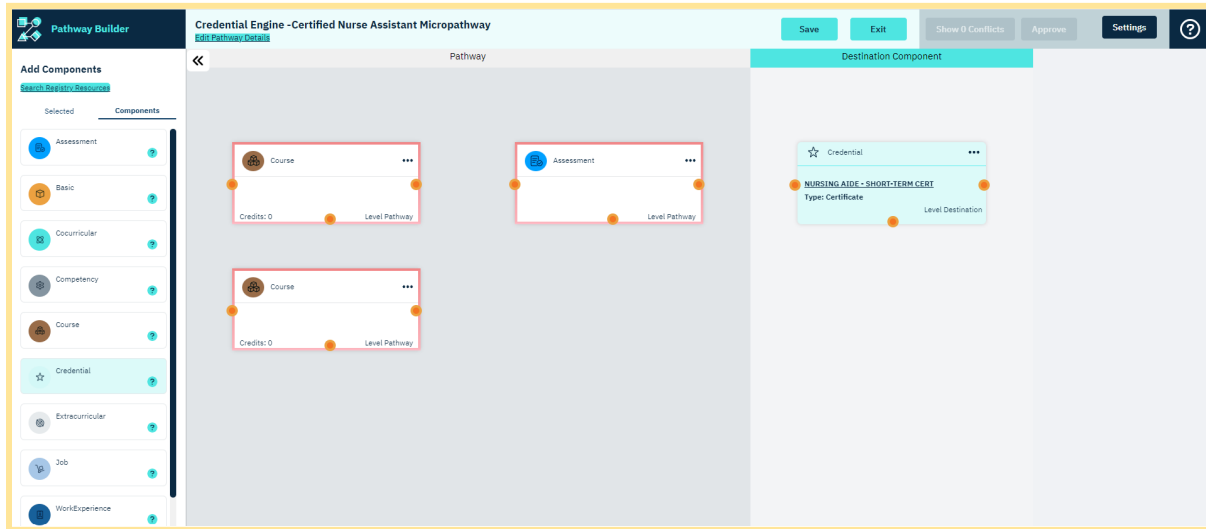 Pathway Builder
Credential Engine -Certified Nurse Assistant Micropathway
Edit Pathway Details
Save
Exit
Show 0 Conflicts
Approve
Settings
?
Add Components
Search Registry Resources
Selected
Components
Assessment
?
Basic
?
Cocurricular
?
Competency
?
Course
?
Credential
?
Extracurricular
?
Job
?
WorkExperience
?
Pathway
Destination Component
Course
Credits: 0
Level Pathway
Assessment
Level Pathway
Credential
NURSING AIDE - SHORT-TERM CERT
Type: Certificate
Level Destination
Course
Credits: 0
Level Pathway